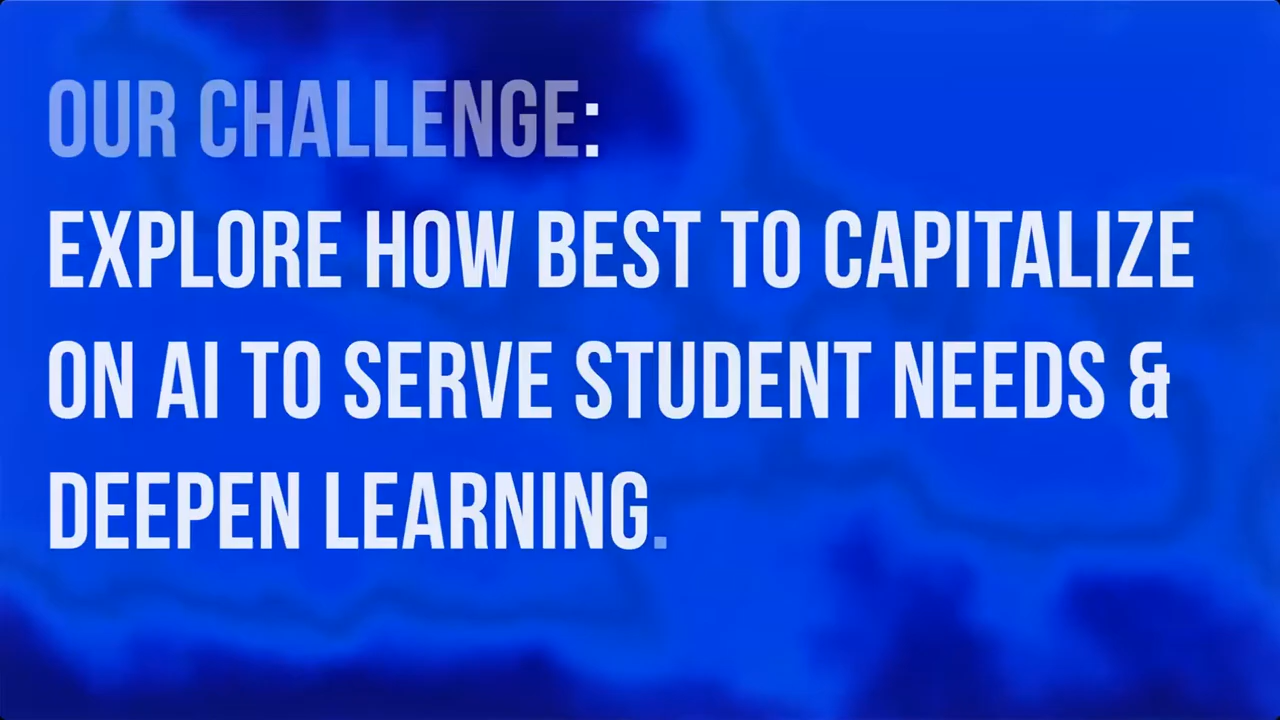 OUR CHALLENGE:
EXPLORE HOW BEST TO CAPITALIZE
ON AI TO SERVE STUDENT NEEDS &
DEEPEN LEARNING.